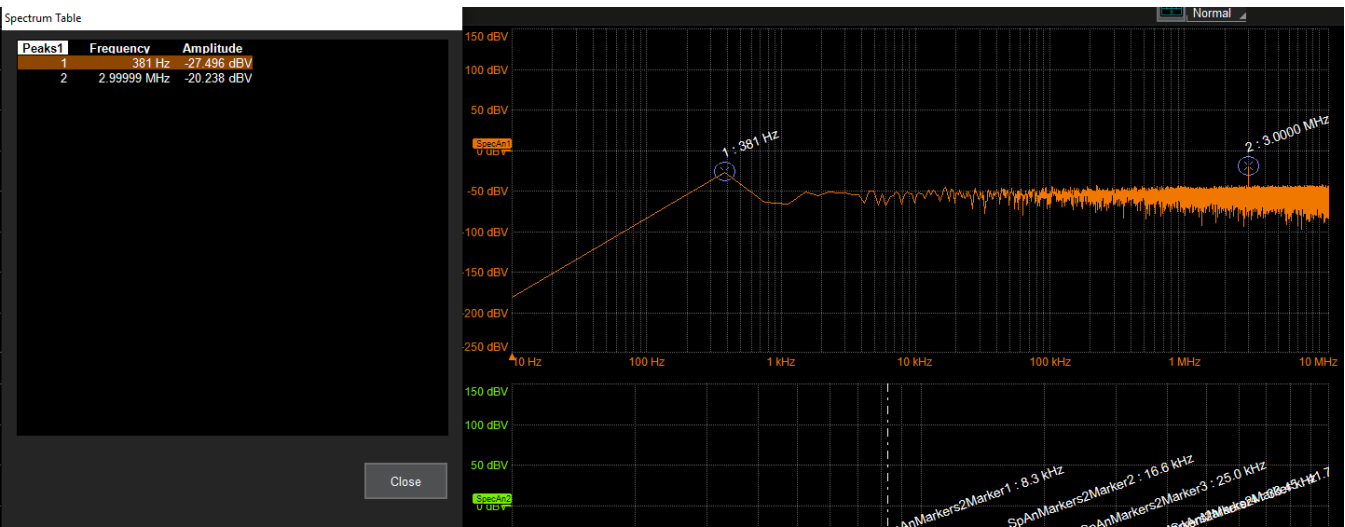 Spectrum Table
Peaks1 Frequency Amplitude
1 381 Hz -27.496 dBV
2 2.99999 MHz -20.238 dBV
Close
Normal
150 dBV
100 dBV
50 dBV
SpecAn1
0 dBV
-50 dBV
-100 dBV
-150 dBV
-200 dBV
-250 dBV
1 : 381 Hz
2 : 3.0000 MHz
10 Hz 100 Hz 1 kHz 10 kHz 100 kHz 1 MHz 10 MHz
150 dBV
100 dBV
50 dBV
SpecAn2
0 dBV
AnMarkers2Marker1 : 8.3 kHz
SpAnMarkers2Marker2 : 16.6 kHz
SpAnMarkers2Marker3 : 25.0 kHz